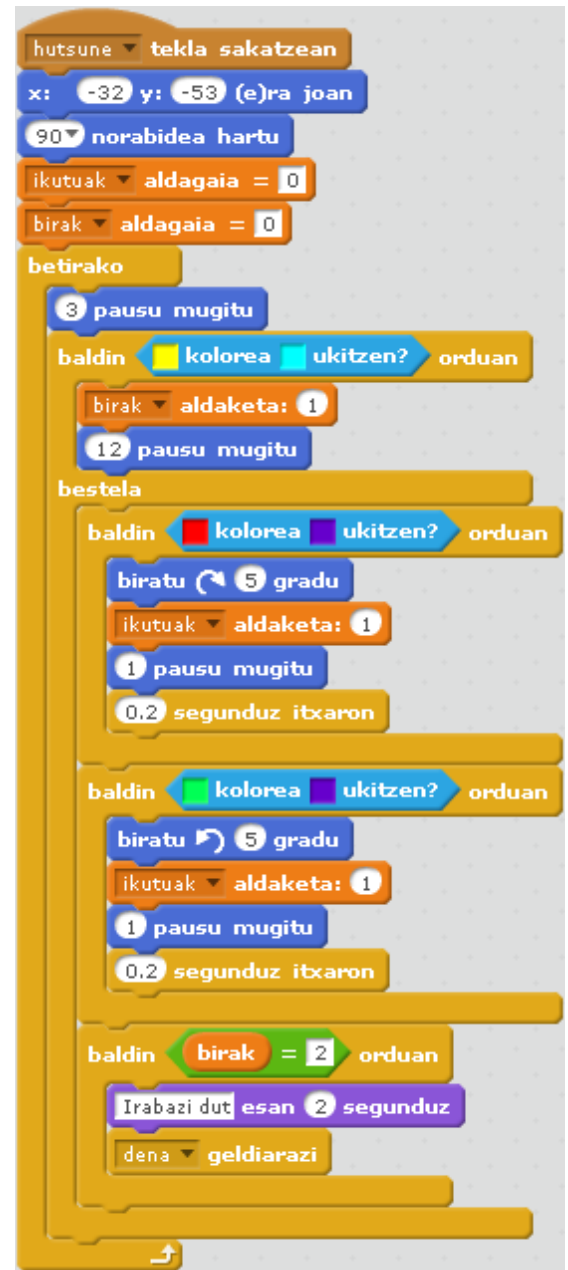 hutsune tekla sakatzean
x: -32 y: -53 (e)ra joan
90 norabidea hartu
ikutuak aldagaia = 0
birak aldagaia = 0
betirako
3 pausu mugitu
baldin kolorea ukitzen? orduan
birak aldaketa: 1
12 pausu mugitu
bestela
baldin kolorea ukitzen? orduan
biratu 5 gradu
ikutuak aldaketa: 1
1 pausu mugitu
0.2 segunduz itxaron
baldin kolorea ukitzen? orduan
biratu 5 gradu
ikutuak aldaketa: 1
1 pausu mugitu
0.2 segunduz itxaron
baldin birak = 2 orduan
Irabazi dut esan 2 segunduz
dena geldiarazi